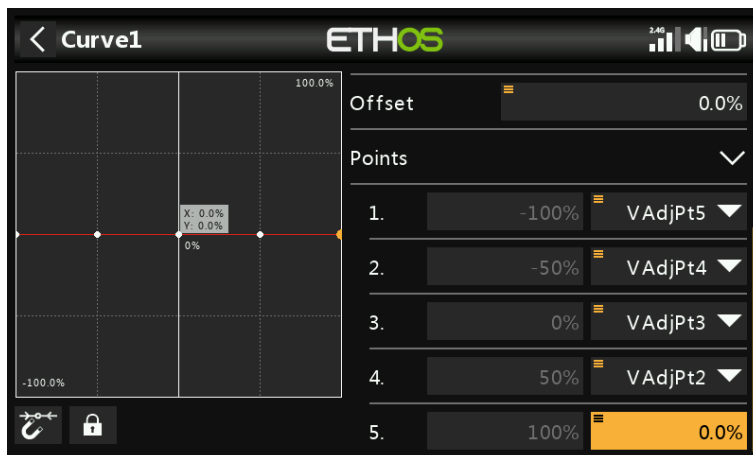 Curve1
ETHOS
2.4G
100.0%
X: 0.0%
Y: 0.0%
0%
-100.0%
Offset 0.0%
Points
1. -100% VAdjPt5
2. -50% VAdjPt4
3. 0% VAdjPt3
4. 50% VAdjPt2
5. 100% 0.0%